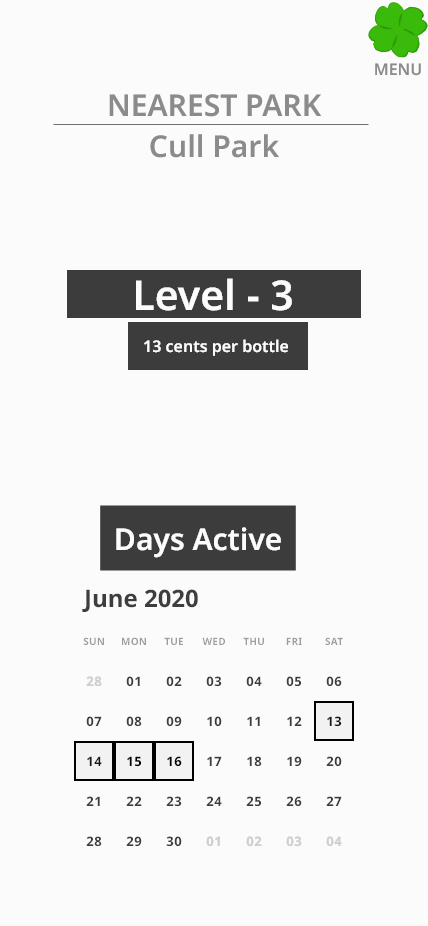 MENU
NEAREST PARK
Cull Park
Level - 3
13 cents per bottle
Days Active
June 2020
SUN MON TUE WED THU FRI SAT
28 01 02 03 04 05 06
07 08 09 10 11 12 13
14 15 16 17 18 19 20
21 22 23 24 25 26 27
28 29 30 01 02 03 04